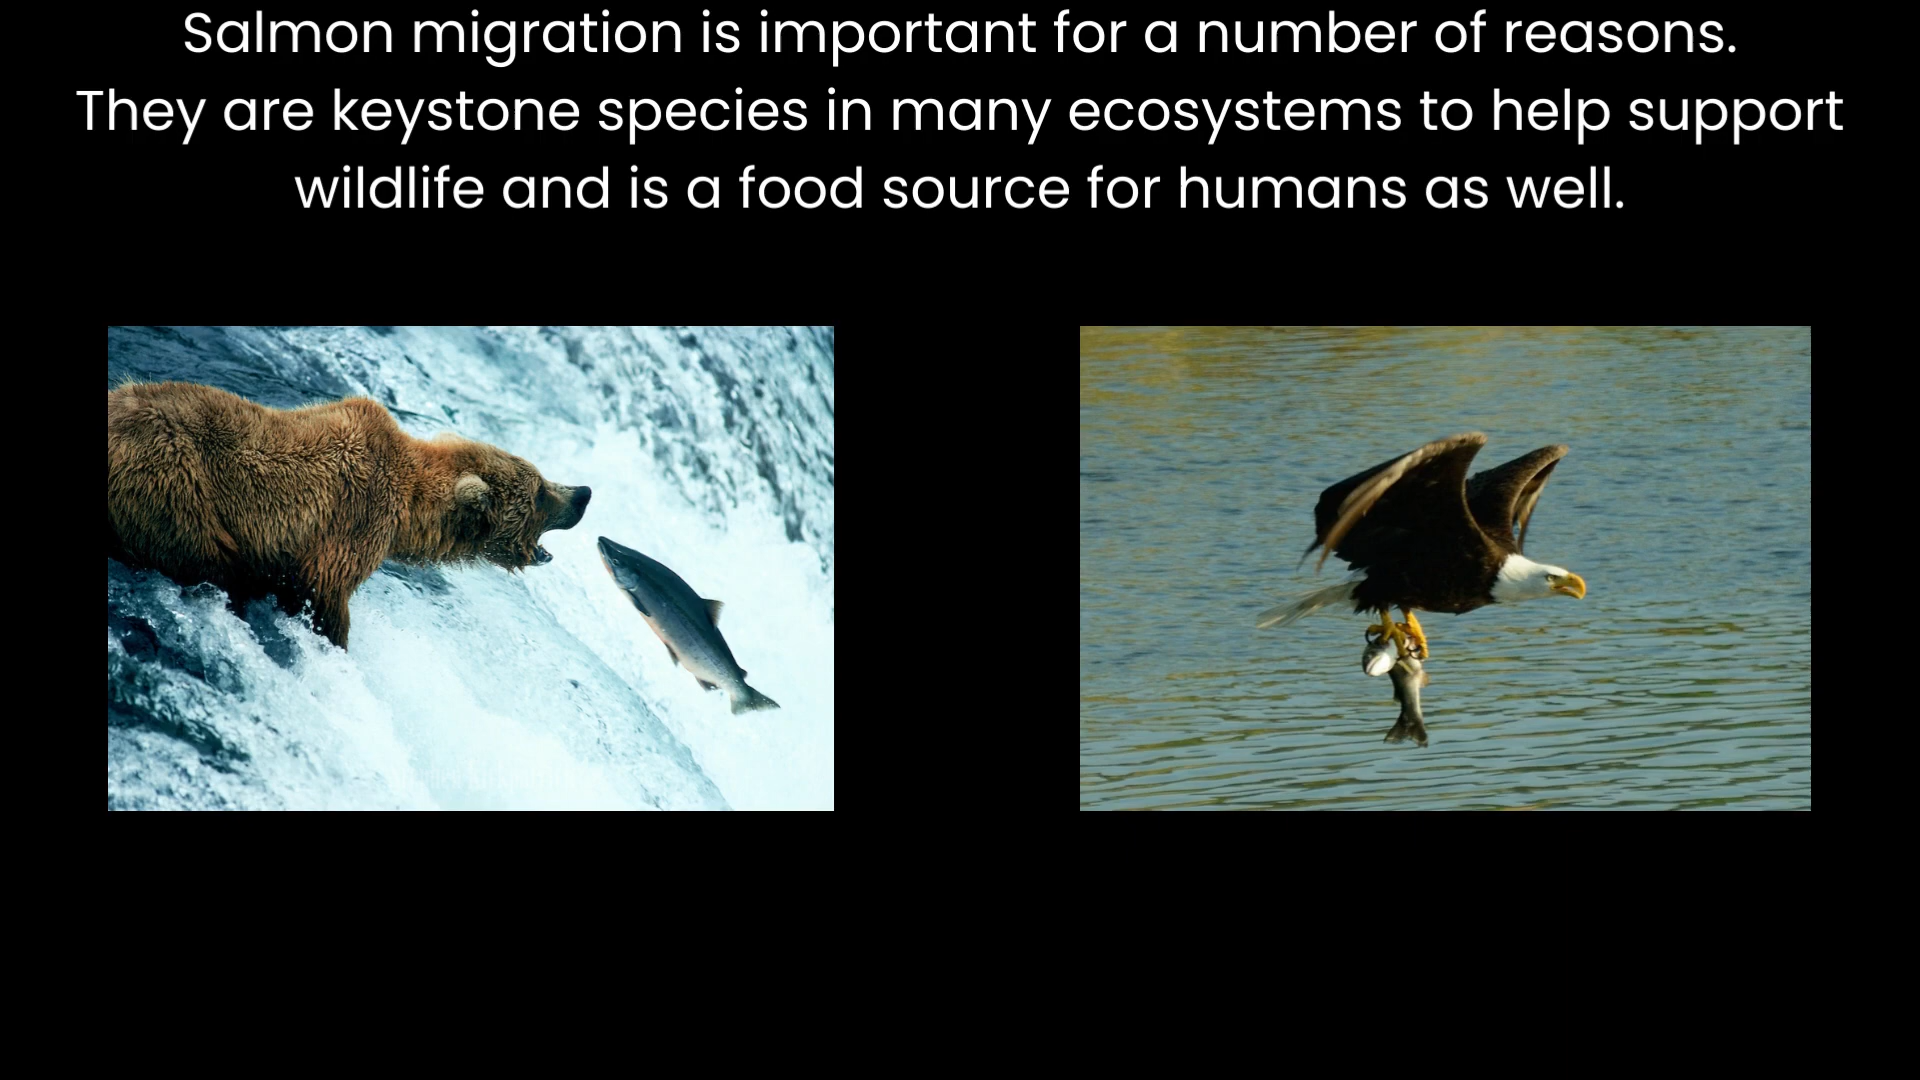 Salmon migration is important for a number of reasons.
They are keystone species in many ecosystems to help support
wildlife and is a food source for humans as well.